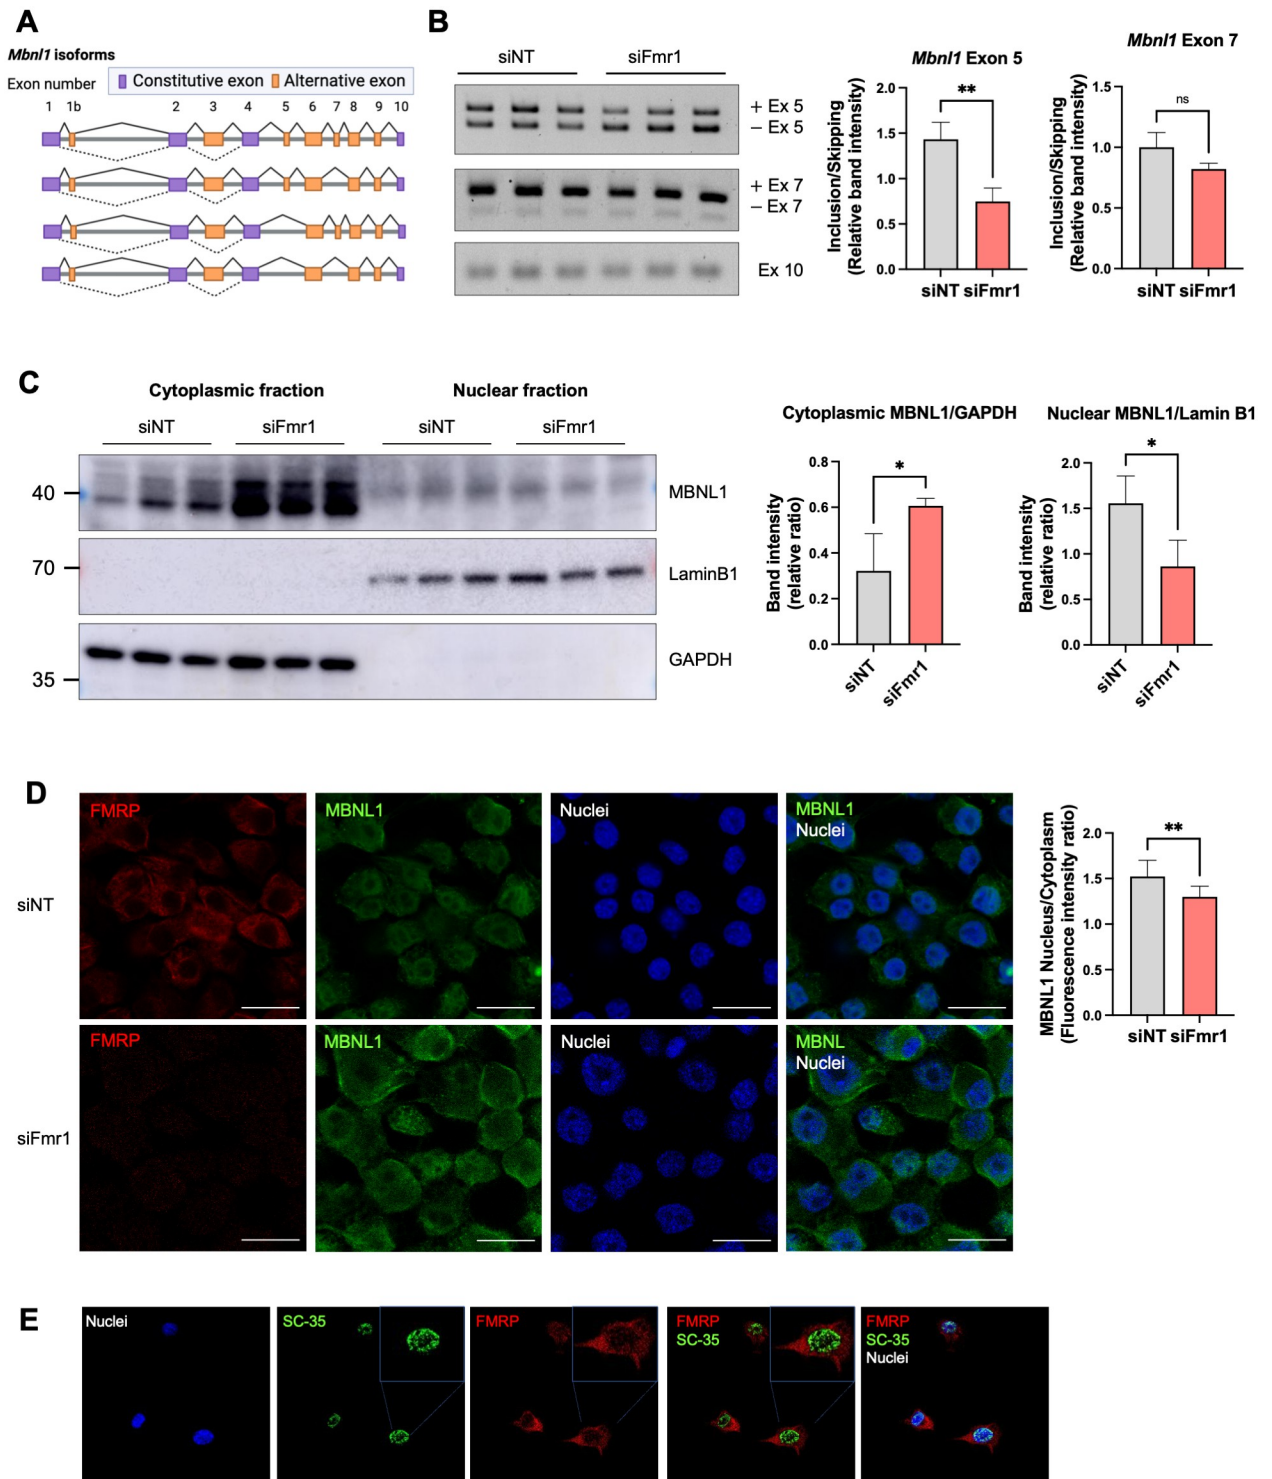 A
Mbnl1 isoforms
Exon number
Constitutive exon
Alternative exon
1 1b 2 3 4 5 6 7 8 9 10
B
siNT siFmr1
+ Ex 5
– Ex 5
+ Ex 7
– Ex 7
Ex 10
Mbnl1 Exon 5
Inclusion/Skipping
(Relative band intensity)
2.0
1.5
1.0
0.5
0.0
**
siNT siFmr1
Mbnl1 Exon 7
Inclusion/Skipping
(Relative band intensity)
1.5
1.0
0.5
0.0
ns
siNT siFmr1
C
Cytoplasmic fraction Nuclear fraction
siNT siFmr1 siNT siFmr1
40
MBNL1
70
LaminB1
35
GAPDH
Cytoplasmic MBNL1/GAPDH
Band intensity
(relative ratio)
0.8
0.6
0.4
0.2
0.0
*
siNT
siFmr1
Nuclear MBNL1/Lamin B1
Band intensity
(relative ratio)
2.0
1.5
1.0
0.5
0.0
*
siNT
siFmr1
D
siNT
FMRP
MBNL1
Nuclei
MBNL1
Nuclei
siFmr1
FMRP
MBNL1
Nuclei
MBNL
Nuclei
MBNL1 Nucleus/Cytoplasm
(Fluorescence intensity ratio)
2.0
1.5
1.0
0.5
0.0
**
siNT siFmr1
E
Nuclei
SC-35
FMRP
FMRP
SC-35
FMRP
SC-35
Nuclei